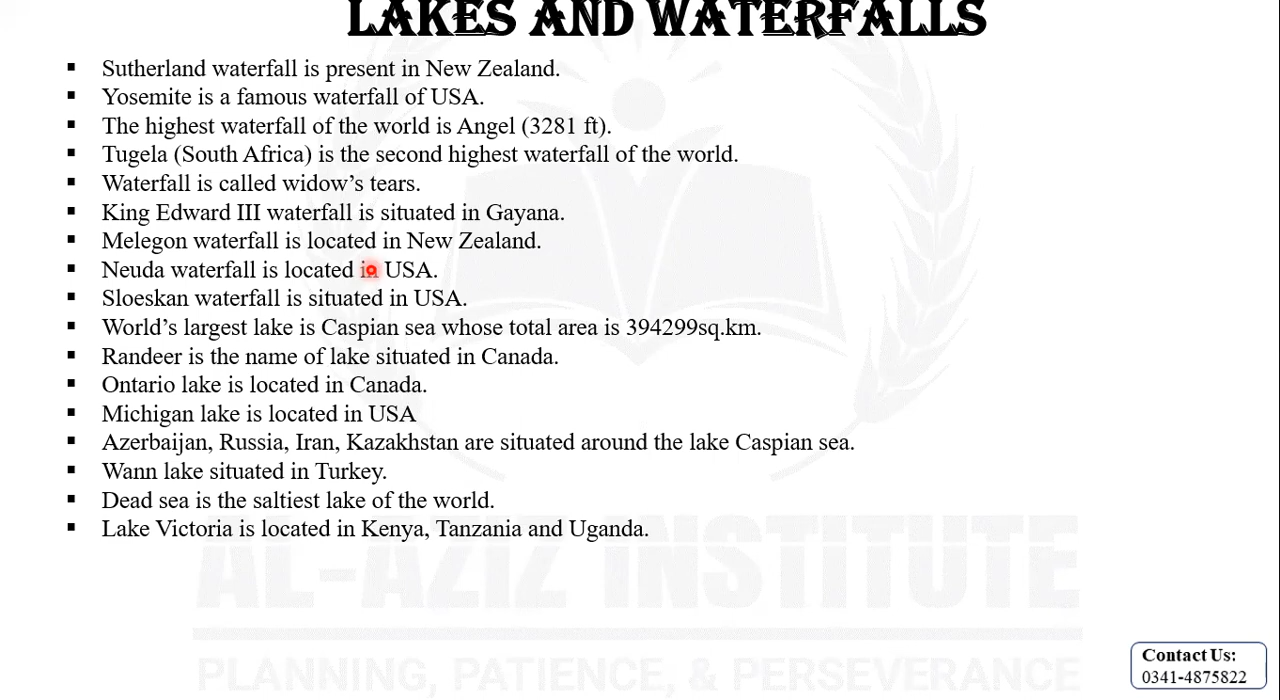 LAKES AND WATERFALLS
▪ Sutherland waterfall is present in New Zealand.
▪ Yosemite is a famous waterfall of USA.
▪ The highest waterfall of the world is Angel (3281 ft).
▪ Tugela (South Africa) is the second highest waterfall of the world.
▪ Waterfall is called widow’s tears.
▪ King Edward III waterfall is situated in Gayana.
▪ Melegon waterfall is located in New Zealand.
▪ Neuda waterfall is located in USA.
▪ Sloeskan waterfall is situated in USA.
▪ World’s largest lake is Caspian sea whose total area is 394299sq.km.
▪ Randeer is the name of lake situated in Canada.
▪ Ontario lake is located in Canada.
▪ Michigan lake is located in USA
▪ Azerbaijan, Russia, Iran, Kazakhstan are situated around the lake Caspian sea.
▪ Wann lake situated in Turkey.
▪ Dead sea is the saltiest lake of the world.
▪ Lake Victoria is located in Kenya, Tanzania and Uganda.
AL-AZIZ INSTITUTE
PLANNING, PATIENCE, & PERSEVERANCE
Contact Us:
0341-4875822